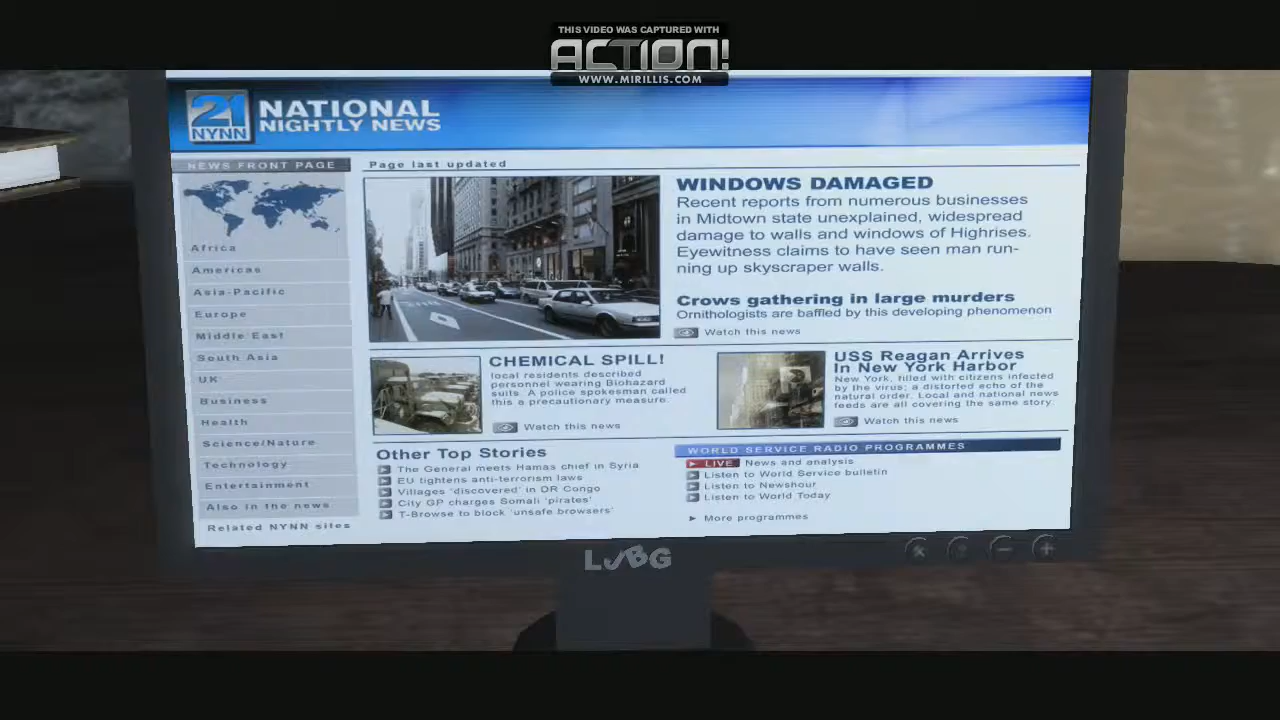 THIS VIDEO WAS CAPTURED WITH
ACTION!
WWW.MIRILLIS.COM
21
NYNN
NATIONAL
NIGHTLY NEWS
NEWS FRONT PAGE
Africa
Americas
Asia-Pacific
Europe
Middle East
South Asia
UK
Business
Health
Science/Nature
Technology
Entertainment
Also in the news
Related NYNN sites
Page last updated
WINDOWS DAMAGED
Recent reports from numerous businesses
in Midtown state unexplained, widespread
damage to walls and windows of Highrises.
Eyewitness claims to have seen man run-
ning up skyscraper walls.
Crows gathering in large murders
Ornithologists are baffled by this developing phenomenon
Watch this news
CHEMICAL SPILL!
local residents described
personnel wearing Biohazard
suits. A police spokesman called
this a precautionary measure.
Watch this news
USS Reagan Arrives
In New York Harbor
New York, filled with citizens infected
by the virus; a distorted echo of the
natural order. Local and national news
feeds are all covering the same story.
Watch this news
Other Top Stories
The General meets Hamas chief in Syria
EU tightens anti-terrorism laws
Villages 'discovered' in DR Congo
City GP charges Somali 'pirates'
T-Browse to block 'unsafe browsers'
WORLD SERVICE RADIO PROGRAMMES
LIVE News and analysis
Listen to World Service bulletin
Listen to Newshour
Listen to World Today
More programmes